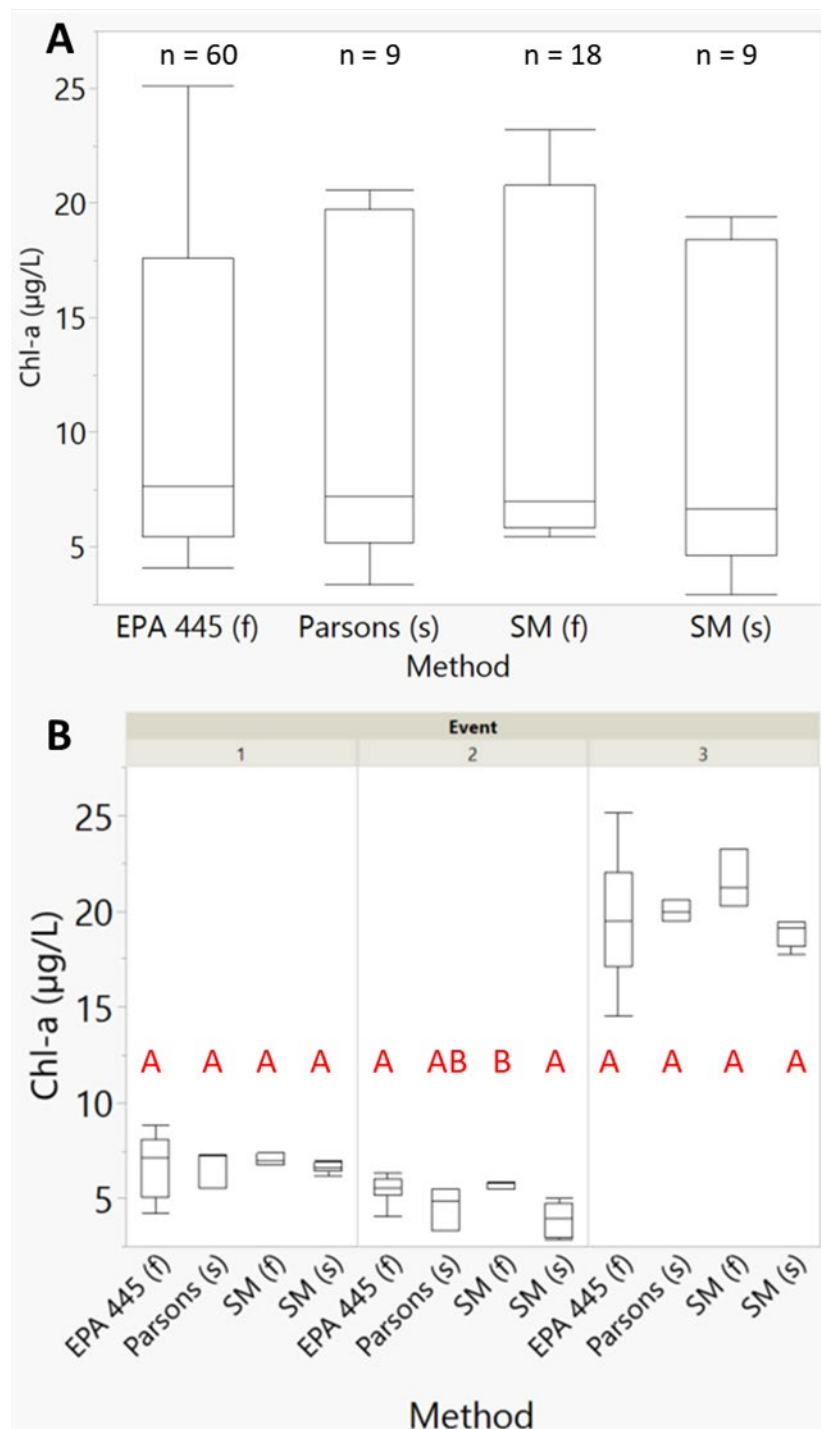 A
n = 60 n = 9 n = 18 n = 9
25
20
15
10
5
Chl-a (µg/L)
EPA 445 (f) Parsons (s) SM (f) SM (s)
Method
B
Event
1 2 3
25
20
15
10
5
Chl-a (µg/L)
A A A A A AB B A A A A A
EPA 445 (f) Parsons (s) SM (f) SM (s) EPA 445 (f) Parsons (s) SM (f) SM (s) EPA 445 (f) Parsons (s) SM (f) SM (s)
Method